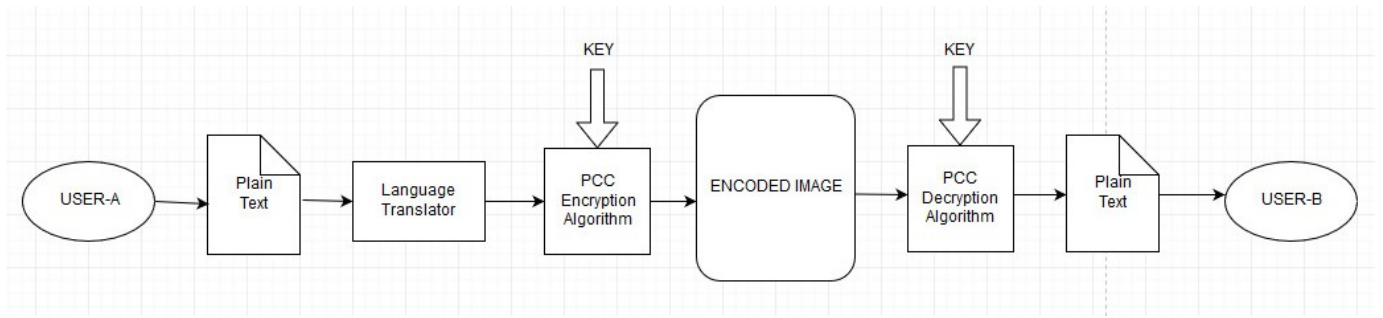 KEY
KEY
USER-A
Plain
Text
Language
Translator
PCC
Encryption
Algorithm
ENCODED IMAGE
PCC
Decryption
Algorithm
Plain
Text
USER-B